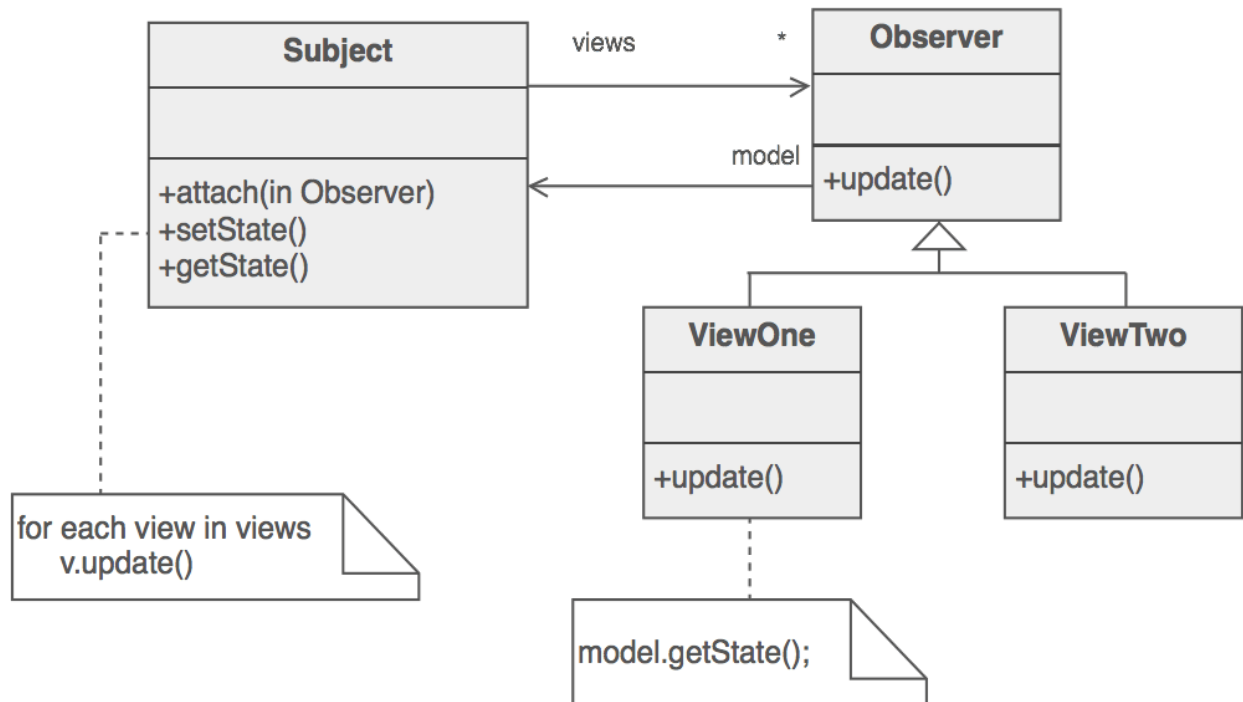 Subject
+attach(in Observer)
+setState()
+getState()
views
*
model
Observer
+update()
ViewOne
+update()
ViewTwo
+update()
for each view in views
v.update()
model.getState();